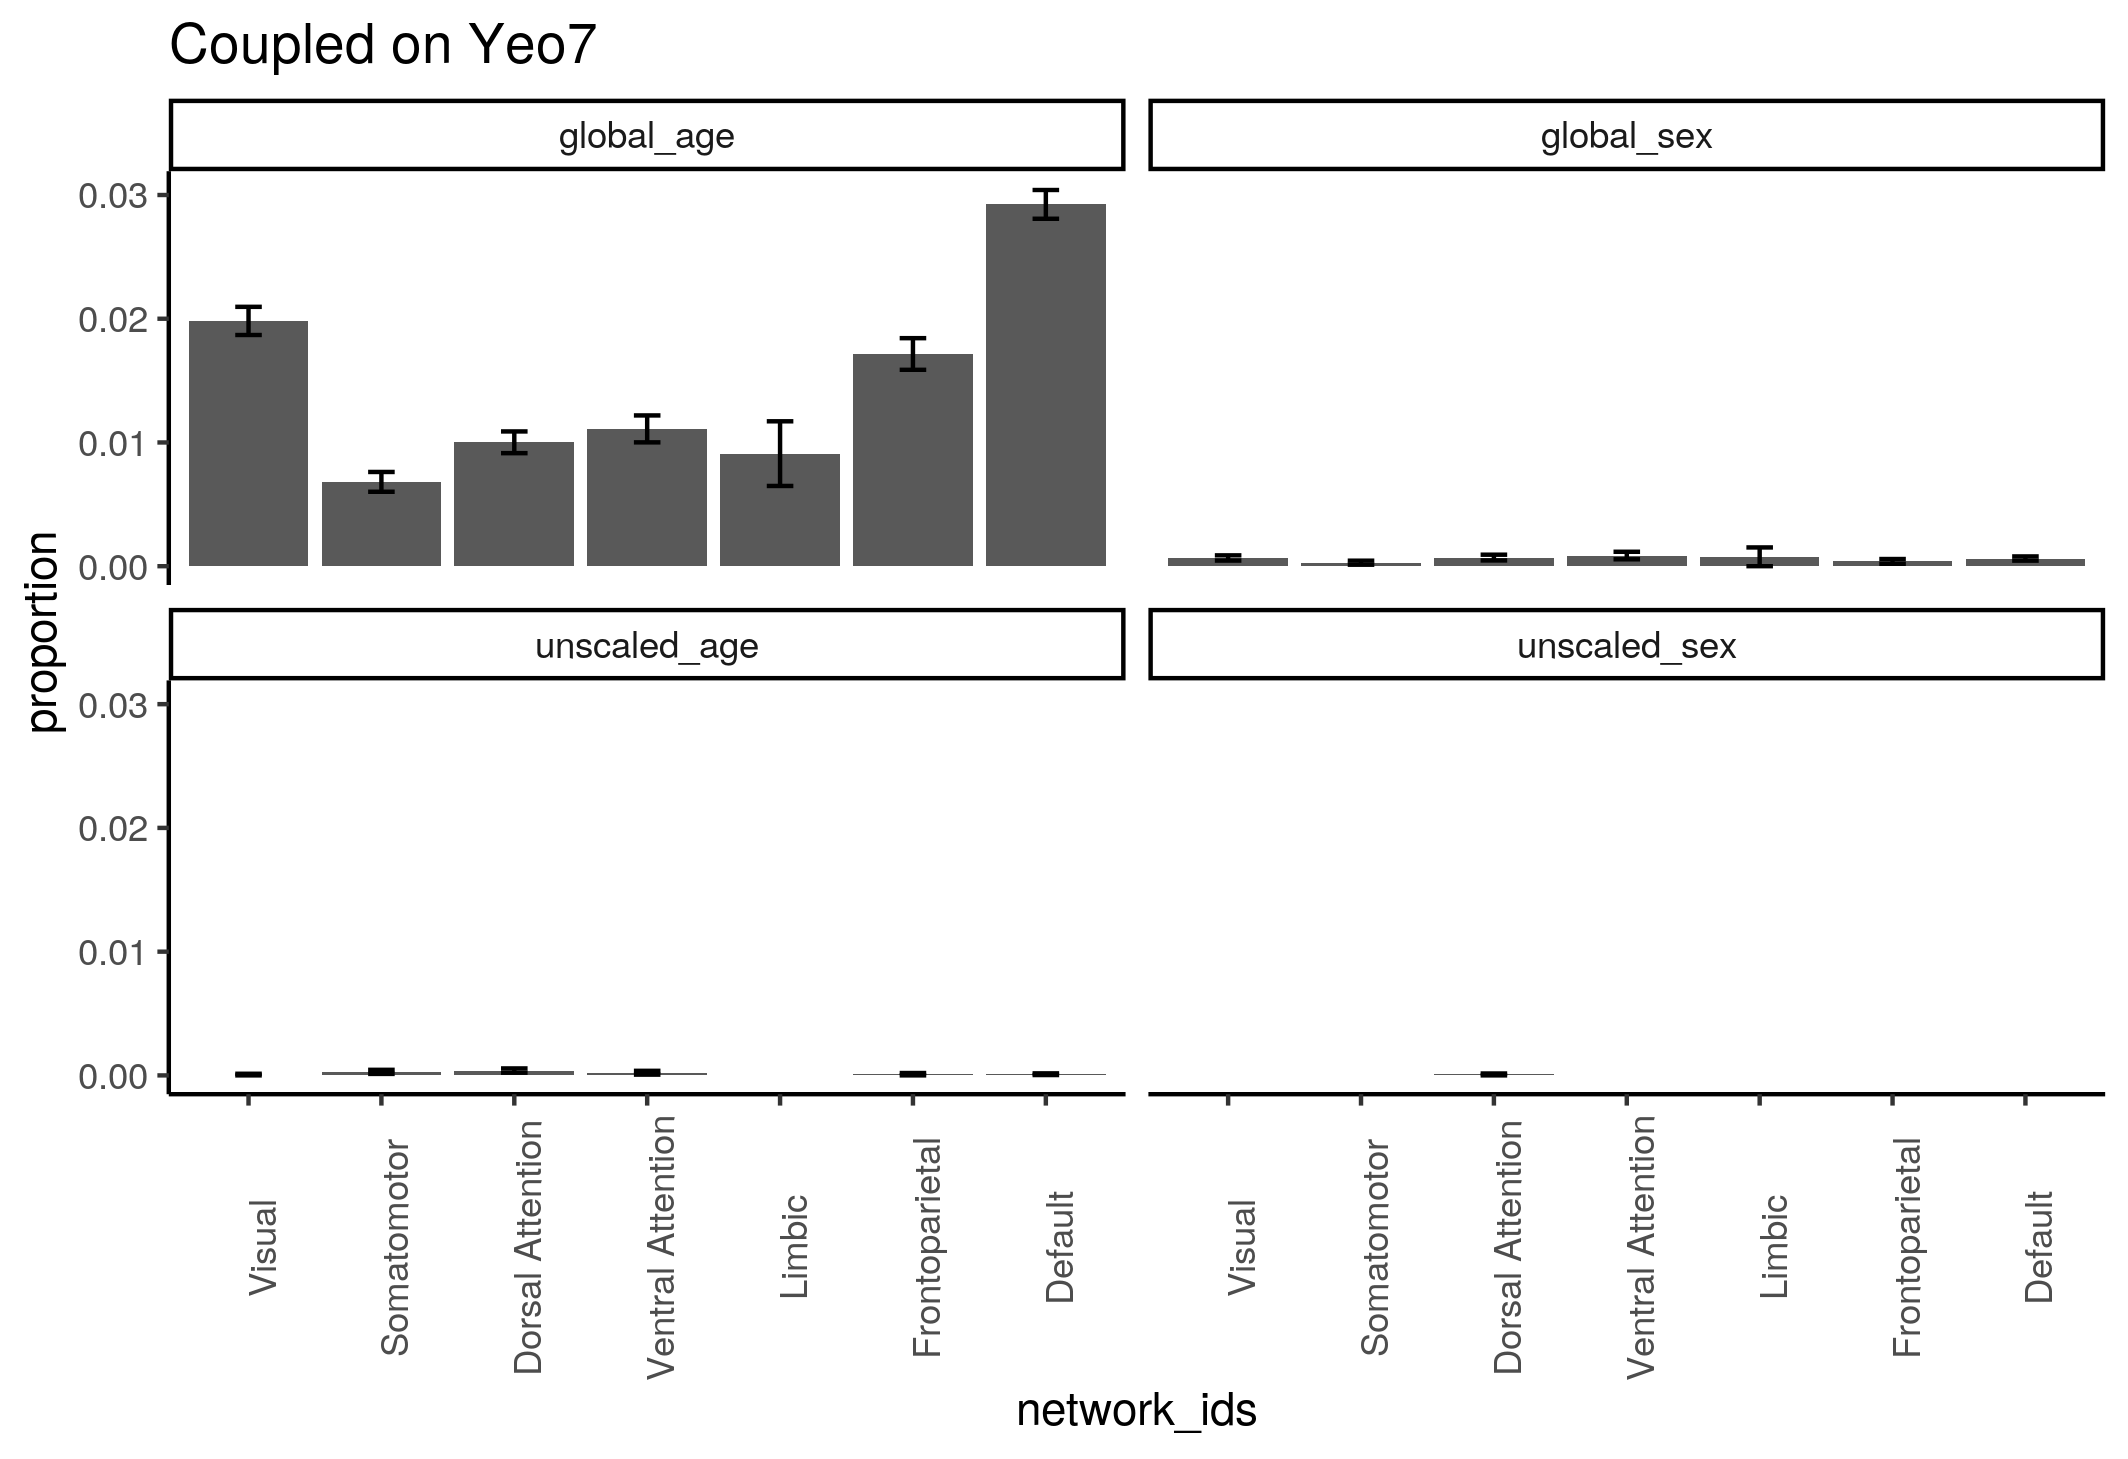 Coupled on Yeo7
global_age
global_sex
0.03
0.02
0.01
0.00
unscaled_age
unscaled_sex
0.03
0.02
0.01
0.00
proportion
Visual
Somatomotor
Dorsal Attention
Ventral Attention
Limbic
Frontoparietal
Default
Visual
Somatomotor
Dorsal Attention
Ventral Attention
Limbic
Frontoparietal
Default
network_ids